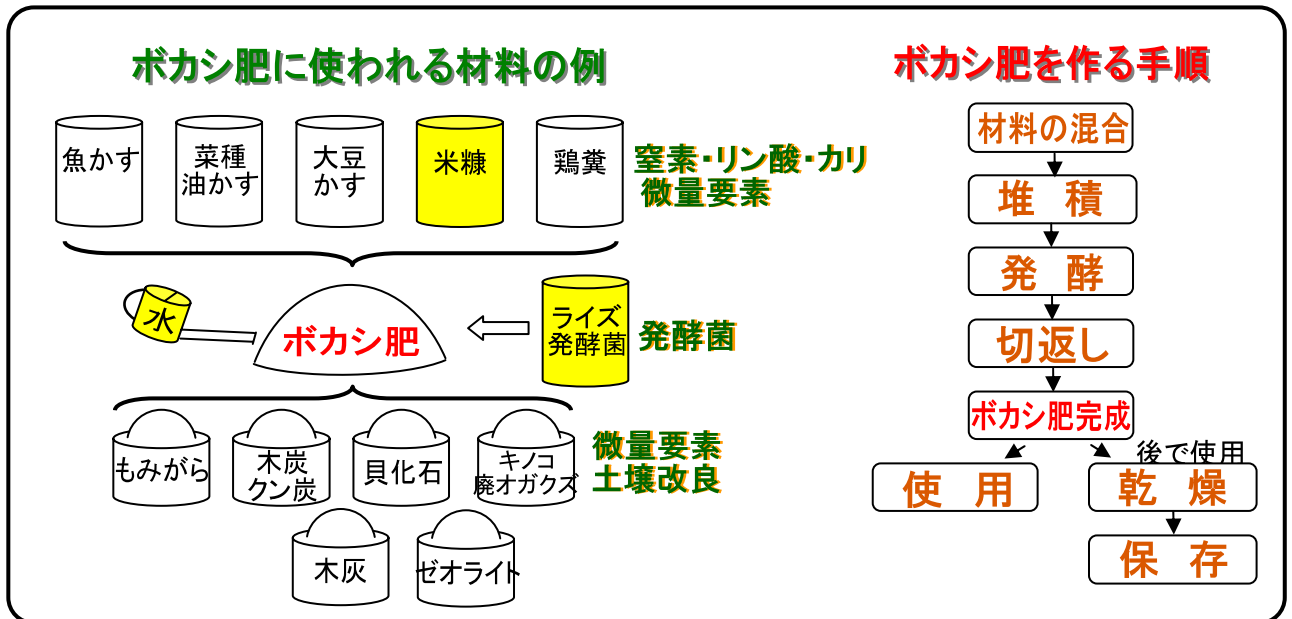 ボカシ肥に使われる材料の例
魚かす
菜種
油かす
大豆
かす
米糠
鶏糞
窒素・リン酸・カリ
微量要素
水
ボカシ肥
ライズ
発酵菌
発酵菌
もみがら
木炭
クン炭
貝化石
キノコ
廃オガクズ
微量要素
土壌改良
木灰
ゼオライト
ボカシ肥を作る手順
材料の混合
堆 積
発 酵
切返し
ボカシ肥完成
後で使用
使 用
乾 燥
保 存